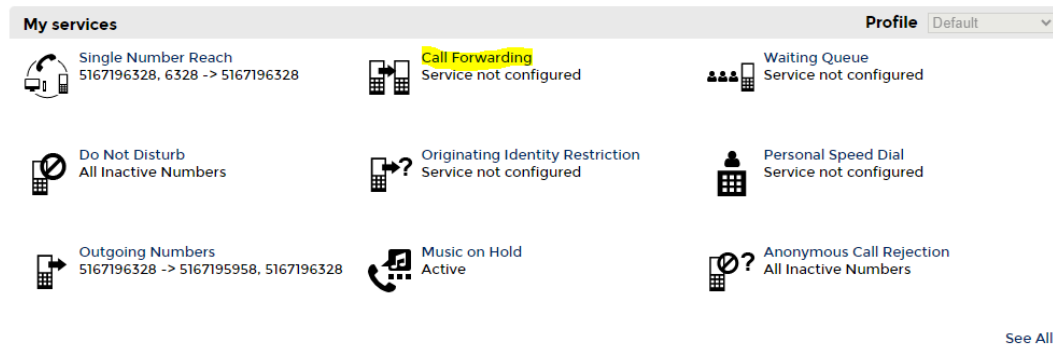 My services
Profile Default
Single Number Reach
5167196328, 6328 -> 5167196328
Call Forwarding
Service not configured
Waiting Queue
Service not configured
Do Not Disturb
All Inactive Numbers
Originating Identity Restriction
Service not configured
Personal Speed Dial
Service not configured
Outgoing Numbers
5167196328 -> 5167195958, 5167196328
Music on Hold
Active
Anonymous Call Rejection
All Inactive Numbers
See All